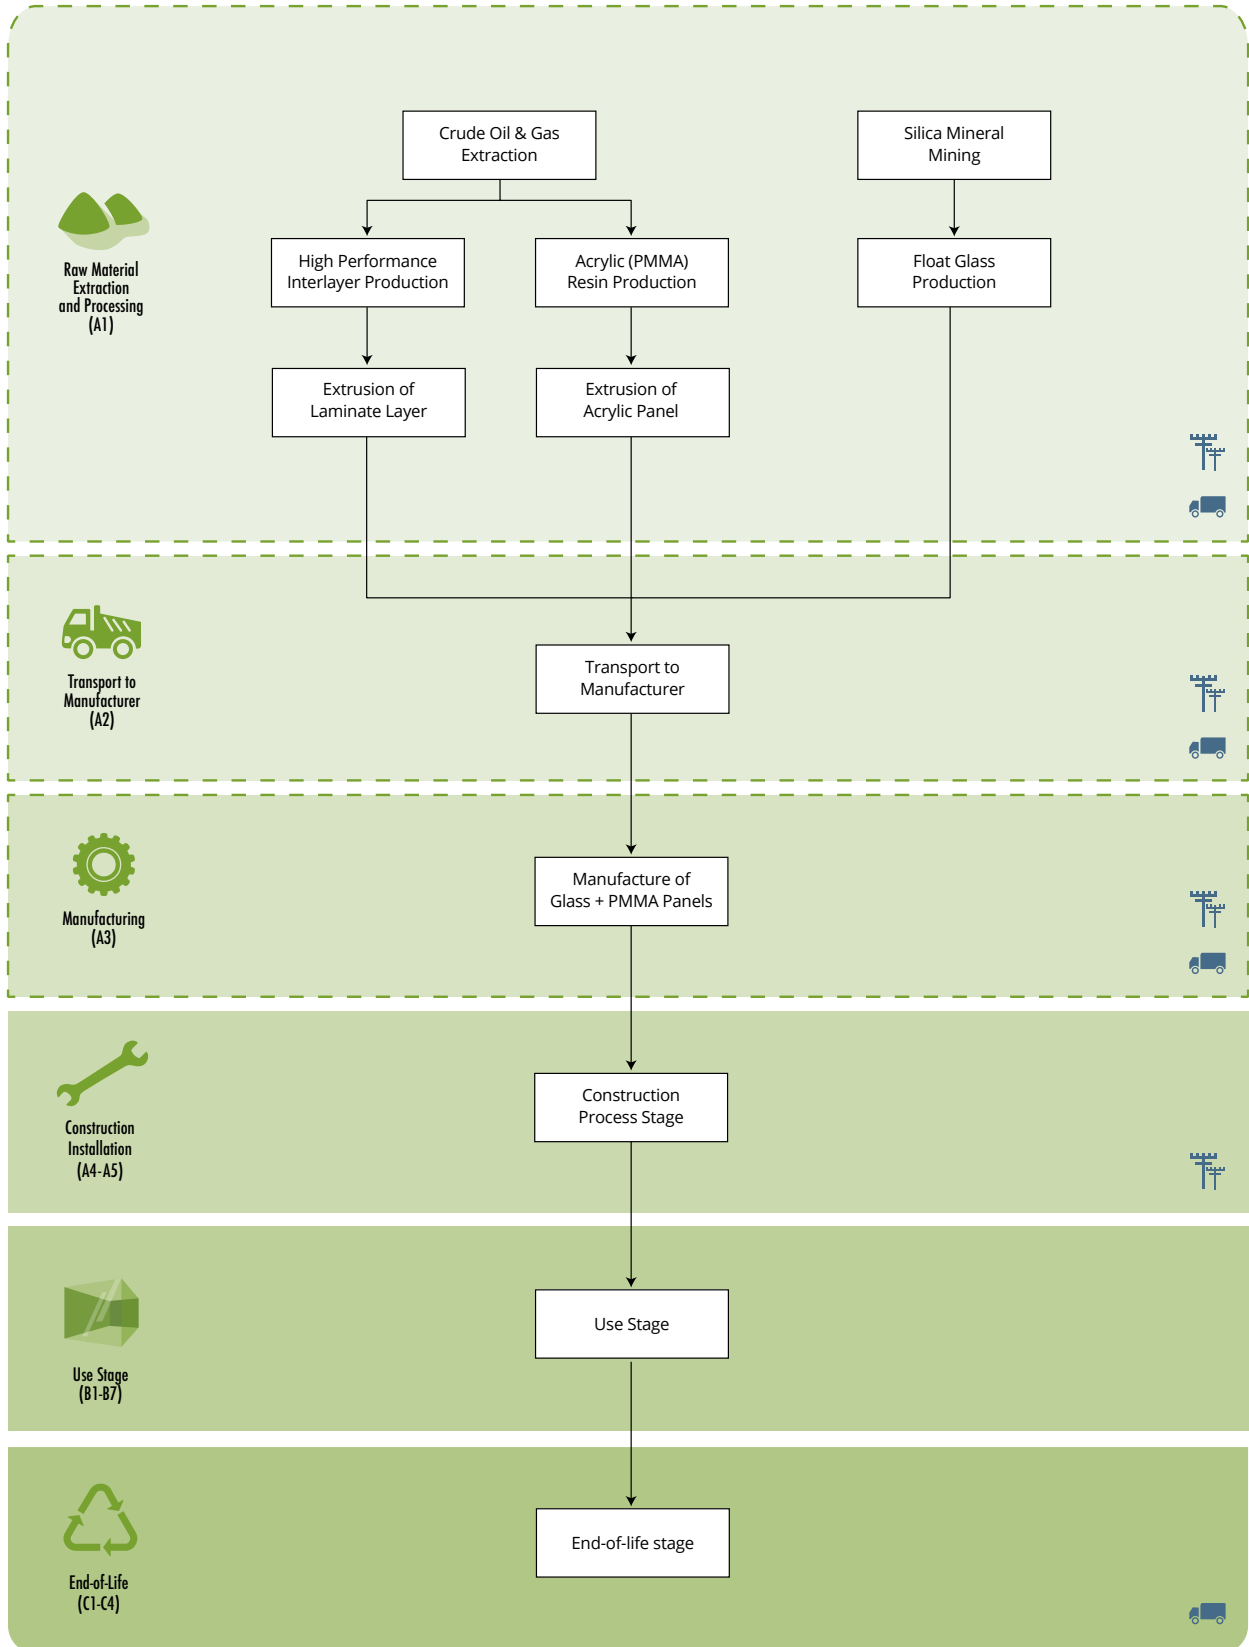 Crude Oil & Gas
Extraction
Silica Mineral
Mining
Raw Material
Extraction
and Processing
(A1)
High Performance
Interlayer Production
Acrylic (PMMA)
Resin Production
Float Glass
Production
Extrusion of
Laminate Layer
Extrusion of
Acrylic Panel
Transport to
Manufacturer
(A2)
Transport to
Manufacturer
Manufacturing
(A3)
Manufacture of
Glass + PMMA Panels
Construction
Installation
(A4-A5)
Construction
Process Stage
Use Stage
(B1-B7)
Use Stage
End-of-Life
(C1-C4)
End-of-life stage